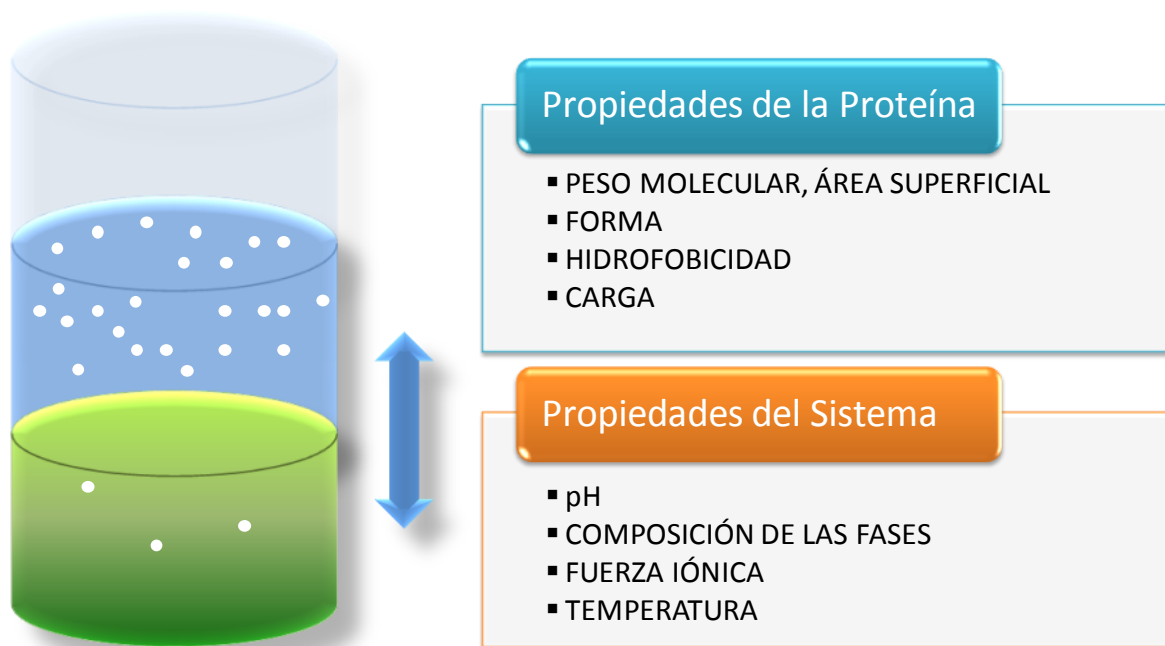 Propiedades de la Proteína
▪ PESO MOLECULAR, ÁREA SUPERFICIAL
▪ FORMA
▪ HIDROFOBICIDAD
▪ CARGA
Propiedades del Sistema
▪ pH
▪ COMPOSICIÓN DE LAS FASES
▪ FUERZA IÓNICA
▪ TEMPERATURA